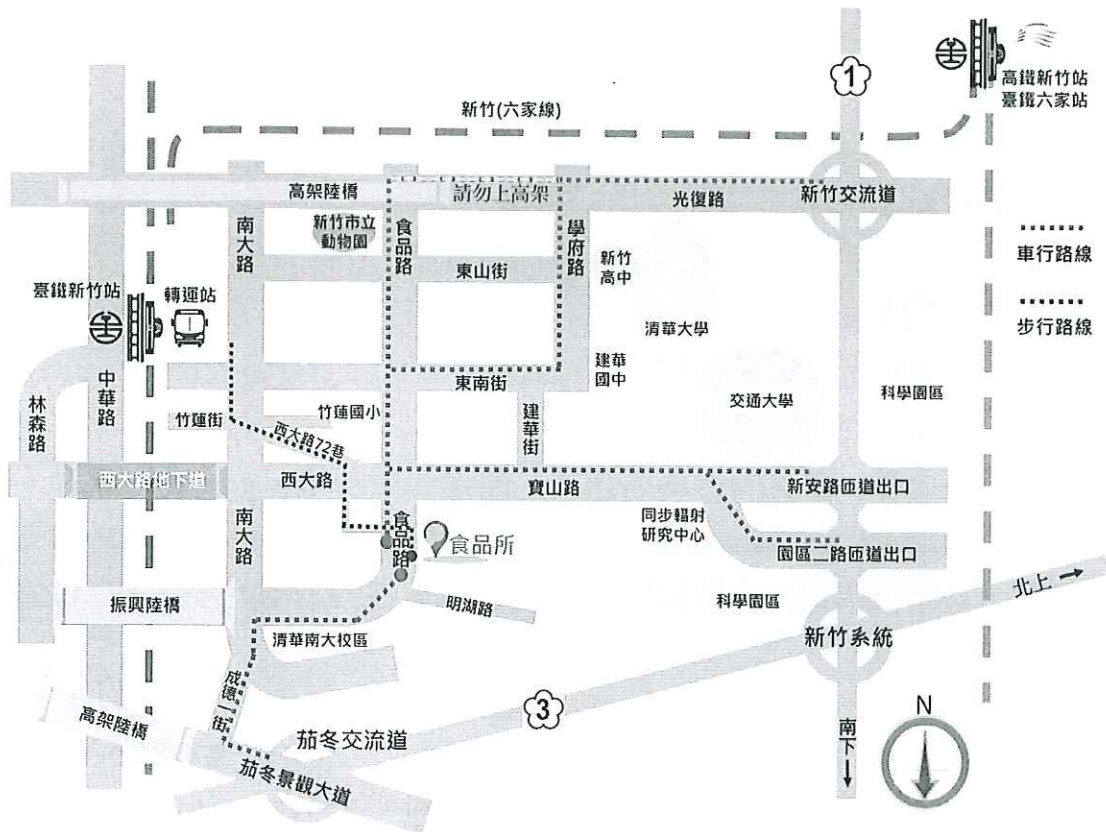 1
高鐵新竹站
臺鐵六家站
新竹(六家線)
高架陸橋
請勿上高架
光復路
新竹交流道
新竹市立
動物園
南大路
食品路
學府路
東山街
新竹
高中
車行路線
臺鐵新竹站
轉運站
清華大學
步行路線
中華路
林森路
東南街
建華
國中
竹蓮街
竹蓮國小
西大路72巷
建華街
交通大學
科學園區
西大路地下道
西大路
寶山路
新安路匝道出口
南大路
食品路
食品所
同步輻射
研究中心
園區二路匝道出口
振興陸橋
明湖路
科學園區
北上
清華南大校區
新竹系統
成德一街
高架陸橋
3
茄苳交流道
茄苳景觀大道
南下
N